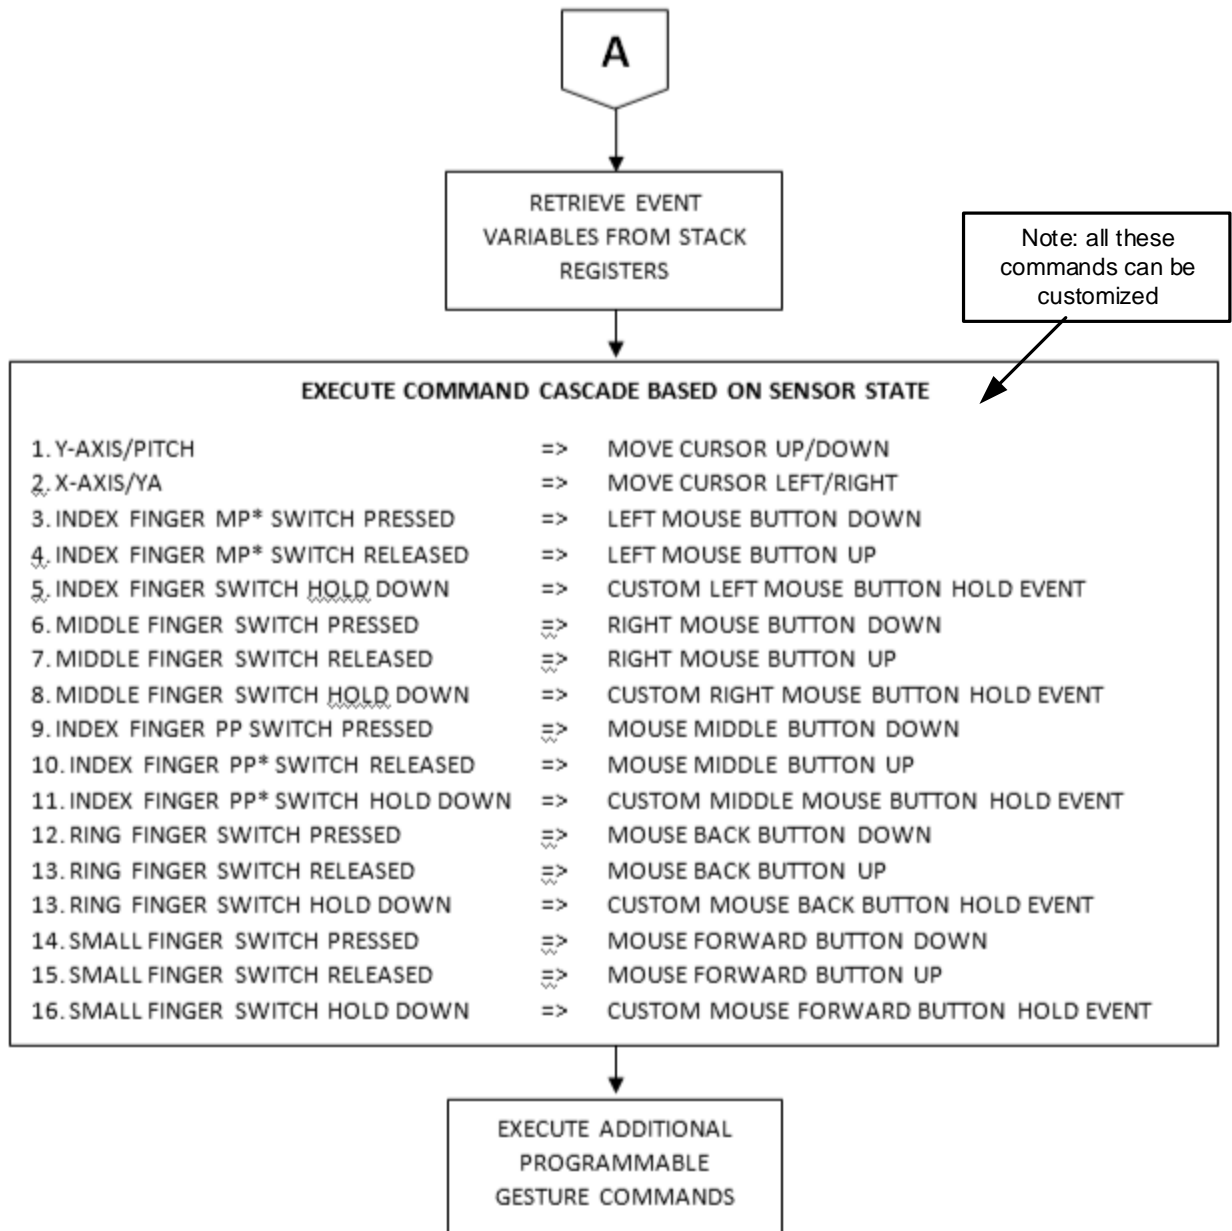 A
RETRIEVE EVENT
VARIABLES FROM STACK
REGISTERS
Note: all these
commands can be
customized
EXECUTE COMMAND CASCADE BASED ON SENSOR STATE
1. Y-AXIS/PITCH => MOVE CURSOR UP/DOWN
2. X-AXIS/YA => MOVE CURSOR LEFT/RIGHT
3. INDEX FINGER MP* SWITCH PRESSED => LEFT MOUSE BUTTON DOWN
4. INDEX FINGER MP* SWITCH RELEASED => LEFT MOUSE BUTTON UP
5. INDEX FINGER SWITCH HOLD DOWN => CUSTOM LEFT MOUSE BUTTON HOLD EVENT
6. MIDDLE FINGER SWITCH PRESSED => RIGHT MOUSE BUTTON DOWN
7. MIDDLE FINGER SWITCH RELEASED => RIGHT MOUSE BUTTON UP
8. MIDDLE FINGER SWITCH HOLD DOWN => CUSTOM RIGHT MOUSE BUTTON HOLD EVENT
9. INDEX FINGER PP SWITCH PRESSED => MOUSE MIDDLE BUTTON DOWN
10. INDEX FINGER PP* SWITCH RELEASED => MOUSE MIDDLE BUTTON UP
11. INDEX FINGER PP* SWITCH HOLD DOWN => CUSTOM MIDDLE MOUSE BUTTON HOLD EVENT
12. RING FINGER SWITCH PRESSED => MOUSE BACK BUTTON DOWN
13. RING FINGER SWITCH RELEASED => MOUSE BACK BUTTON UP
13. RING FINGER SWITCH HOLD DOWN => CUSTOM MOUSE BACK BUTTON HOLD EVENT
14. SMALL FINGER SWITCH PRESSED => MOUSE FORWARD BUTTON DOWN
15. SMALL FINGER SWITCH RELEASED => MOUSE FORWARD BUTTON UP
16. SMALL FINGER SWITCH HOLD DOWN => CUSTOM MOUSE FORWARD BUTTON HOLD EVENT
EXECUTE ADDITIONAL
PROGRAMMABLE
GESTURE COMMANDS